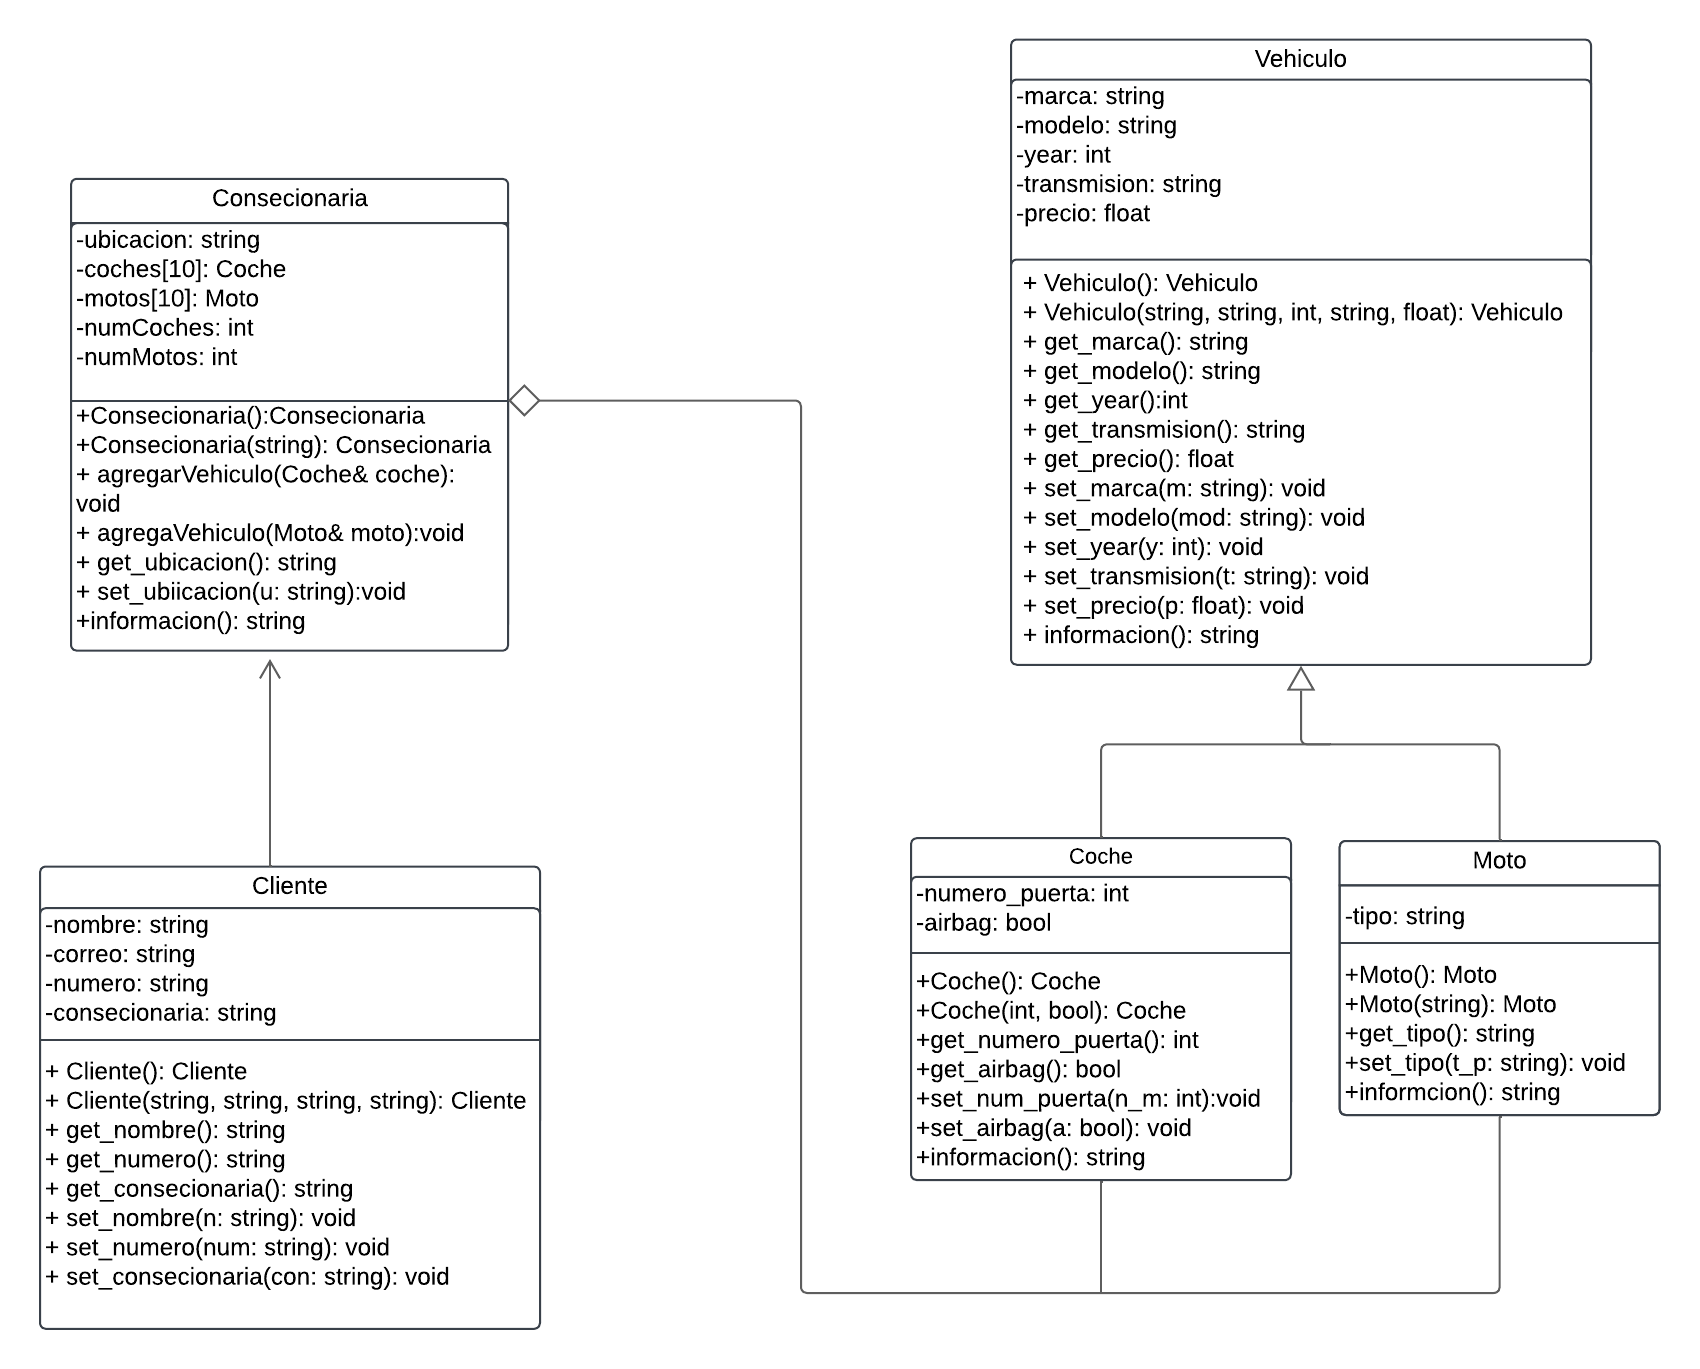 Vehiculo
-marca: string
-modelo: string
-year: int
-transmision: string
-precio: float
+ Vehiculo(): Vehiculo
+ Vehiculo(string, string, int, string, float): Vehiculo
+ get_marca(): string
+ get_modelo(): string
+ get_year():int
+ get_transmision(): string
+ get_precio(): float
+ set_marca(m: string): void
+ set_modelo(mod: string): void
+ set_year(y: int): void
+ set_transmision(t: string): void
+ set_precio(p: float): void
+ informacion(): string
Consecionaria
-ubicacion: string
-coches[10]: Coche
-motos[10]: Moto
-numCoches: int
-numMotos: int
+Consecionaria():Consecionaria
+Consecionaria(string): Consecionaria
+ agregarVehiculo(Coche& coche):
void
+ agregaVehiculo(Moto& moto):void
+ get_ubicacion(): string
+ set_ubiicacion(u: string):void
+informacion(): string
Cliente
-nombre: string
-correo: string
-numero: string
-consecionaria: string
+ Cliente(): Cliente
+ Cliente(string, string, string, string): Cliente
+ get_nombre(): string
+ get_numero(): string
+ get_consecionaria(): string
+ set_nombre(n: string): void
+ set_numero(num: string): void
+ set_consecionaria(con: string): void
Coche
-numero_puerta: int
-airbag: bool
+Coche(): Coche
+Coche(int, bool): Coche
+get_numero_puerta(): int
+get_airbag(): bool
+set_num_puerta(n_m: int):void
+set_airbag(a: bool): void
+informacion(): string
Moto
-tipo: string
+Moto(): Moto
+Moto(string): Moto
+get_tipo(): string
+set_tipo(t_p: string): void
+informcion(): string